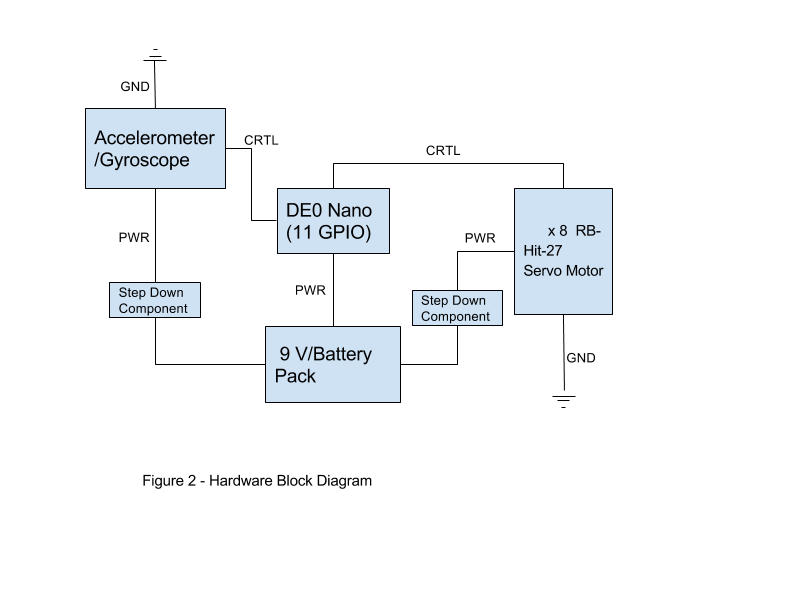 GND
Accelerometer
/Gyroscope
CRTL
CRTL
DE0 Nano
(11 GPIO)
x 8 RB-
Hit-27
Servo Motor
PWR
PWR
PWR
Step Down
Component
Step Down
Component
9 V/Battery
Pack
GND
Figure 2 - Hardware Block Diagram